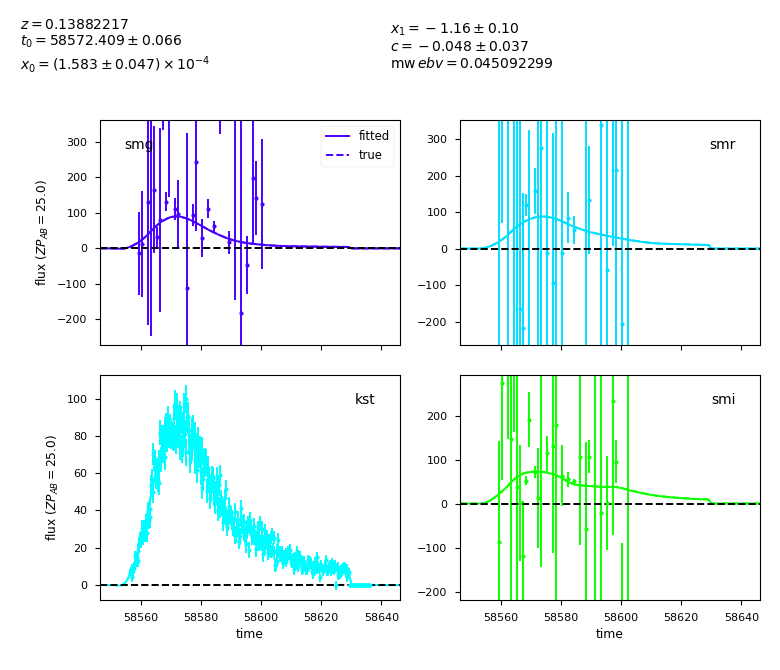 z = 0.13882217
t0 = 58572.409 ± 0.066
x0 = (1.583 ± 0.047) × 10⁻⁴
x1 = −1.16 ± 0.10
c = −0.048 ± 0.037
mw ebv = 0.045092299
smg
fitted
true
300
200
100
0
−100
−200
flux (ZP_AB = 25.0)
smr
300
200
100
0
−100
−200
kst
100
80
60
40
20
0
flux (ZP_AB = 25.0)
58560 58580 58600 58620 58640
time
smi
200
100
0
−100
−200
58560 58580 58600 58620 58640
time